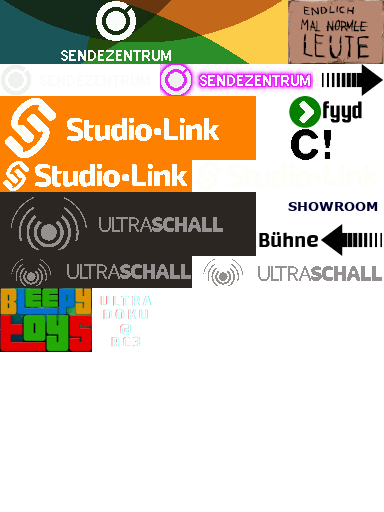 SENDEZENTRUM
ENDLICH
MAL NORMLE
LEUTE
SENDEZENTRUM
SENDEZENTRUM
Studio•Link
fyyd
C!
Studio•Link
Studio•Link
ULTRASCHALL
SHOWROOM
Bühne
ULTRASCHALL
ULTRASCHALL
BLEEPY
toys
ULTRA
DOKU
@
RC3